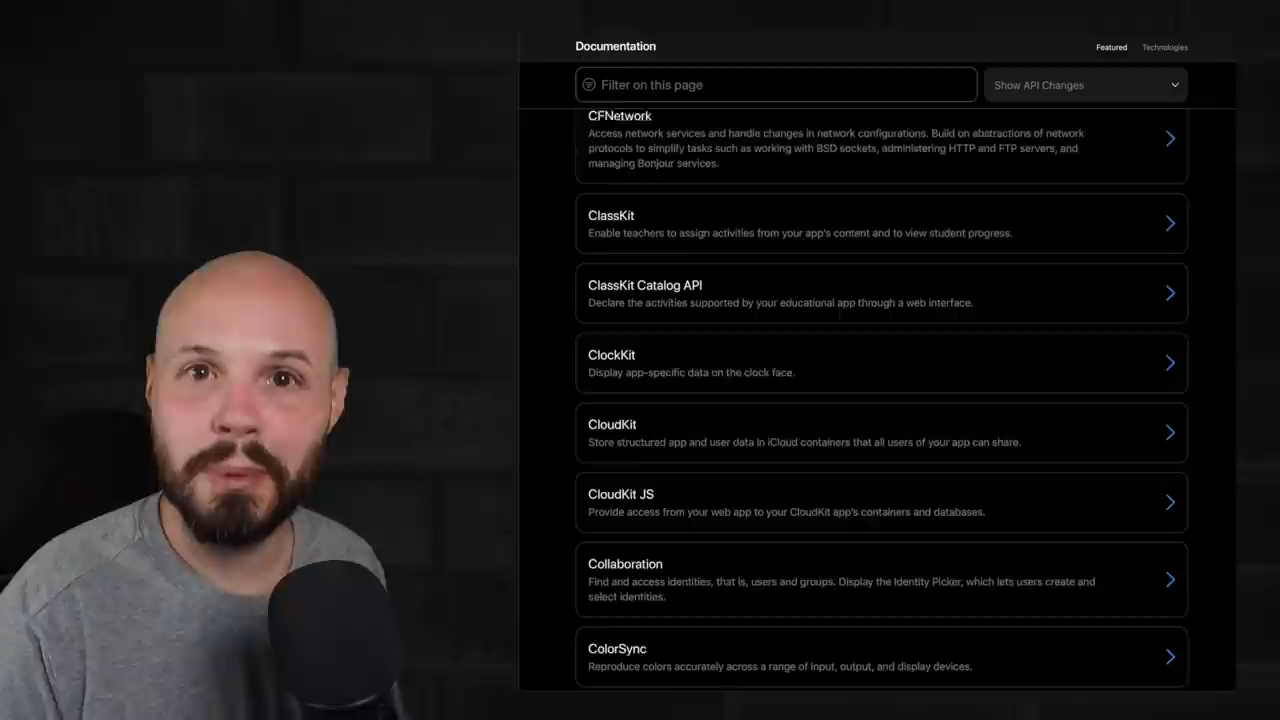 Documentation
Featured
Technologies
Filter on this page
Show API Changes
CFNetwork
Access network services and handle changes in network configurations. Build on abstractions of network
protocols to simplify tasks such as working with BSD sockets, administering HTTP and FTP servers, and
managing Bonjour services.
ClassKit
Enable teachers to assign activities from your app's content and to view student progress.
ClassKit Catalog API
Declare the activities supported by your educational app through a web interface.
ClockKit
Display app-specific data on the clock face.
CloudKit
Store structured app and user data in iCloud containers that all users of your app can share.
CloudKit JS
Provide access from your web app to your CloudKit app's containers and databases.
Collaboration
Find and access identities, that is, users and groups. Display the Identity Picker, which lets users create and
select identities.
ColorSync
Reproduce colors accurately across a range of input, output, and display devices.